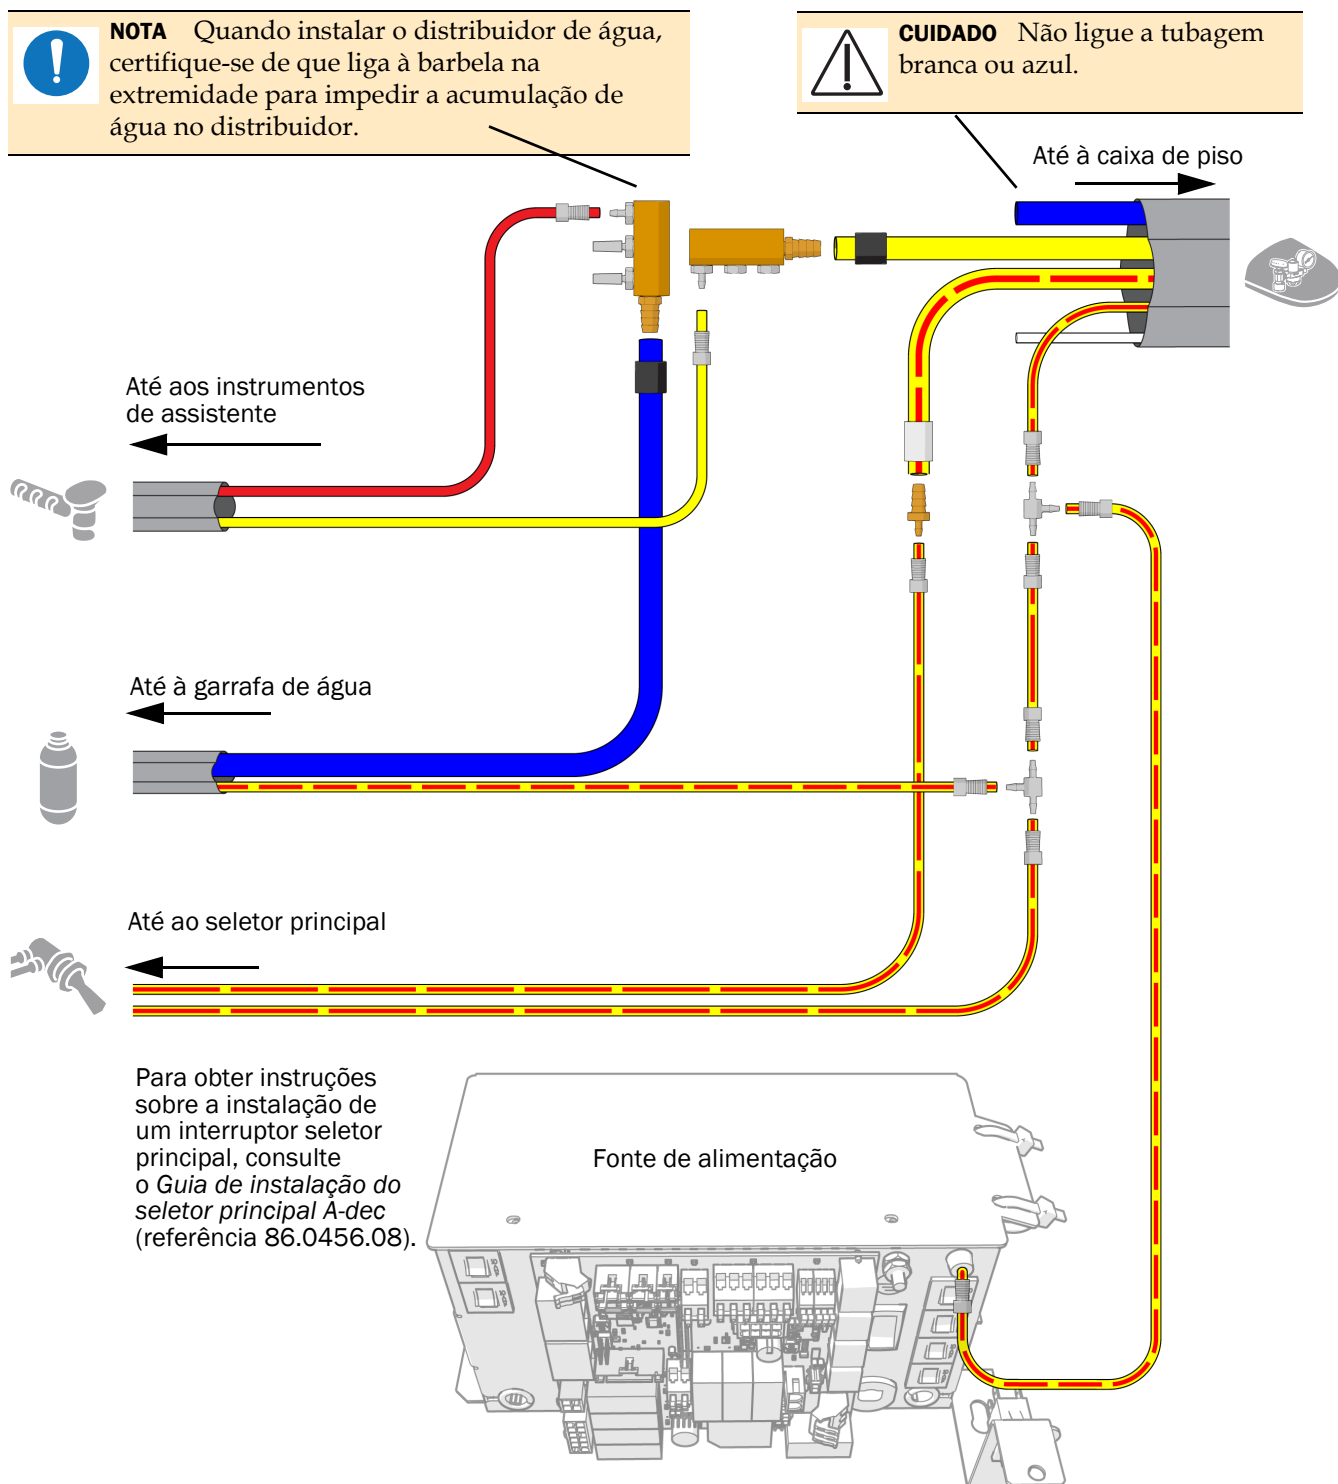 NOTA Quando instalar o distribuidor de água,
certifique-se de que liga à barbela na
extremidade para impedir a acumulação de
água no distribuidor.
CUIDADO Não ligue a tubagem
branca ou azul.
Até à caixa de piso
Até aos instrumentos
de assistente
Até à garrafa de água
Até ao seletor principal
Para obter instruções
sobre a instalação de
um interruptor seletor
principal, consulte
o Guia de instalação do
seletor principal A-dec
(referência 86.0456.08).
Fonte de alimentação